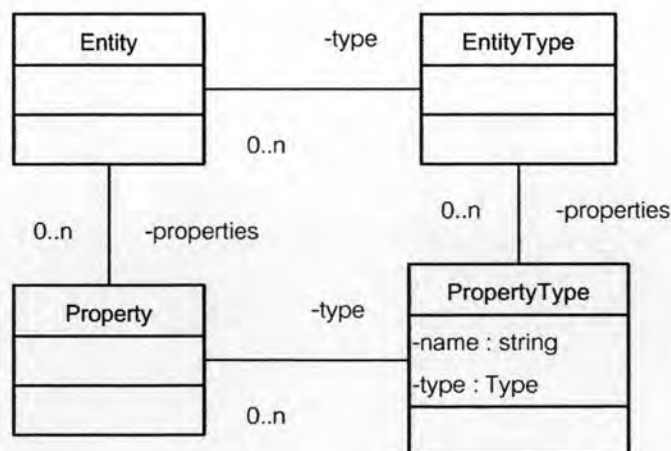 Entity
-type
EntityType
0..n
0..n
-properties
0..n
-properties
Property
-type
PropertyType
-name : string
-type : Type
0..n